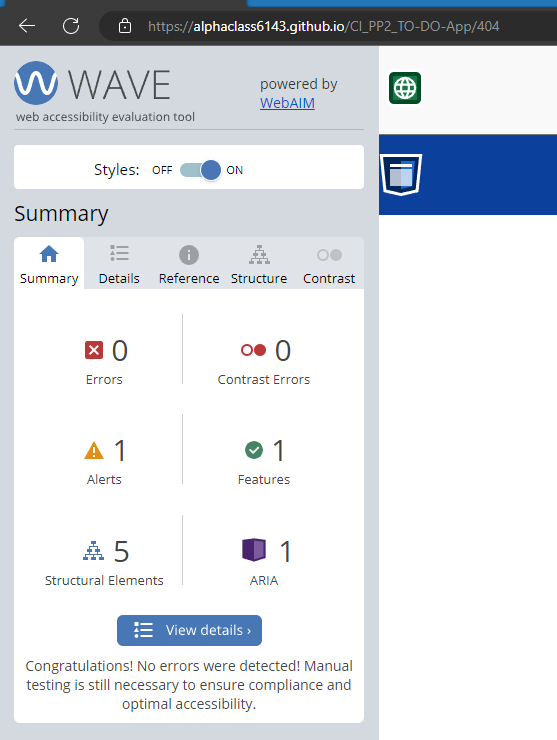 https://alphaclass6143.github.io/CI_PP2_TO-DO-App/404
WAVE
web accessibility evaluation tool
powered by
WebAIM
Styles: OFF ON
Summary
Summary Details Reference Structure Contrast
0 0
Errors Contrast Errors
1 1
Alerts Features
5 1
Structural Elements ARIA
View details ›
Congratulations! No errors were detected! Manual
testing is still necessary to ensure compliance and
optimal accessibility.